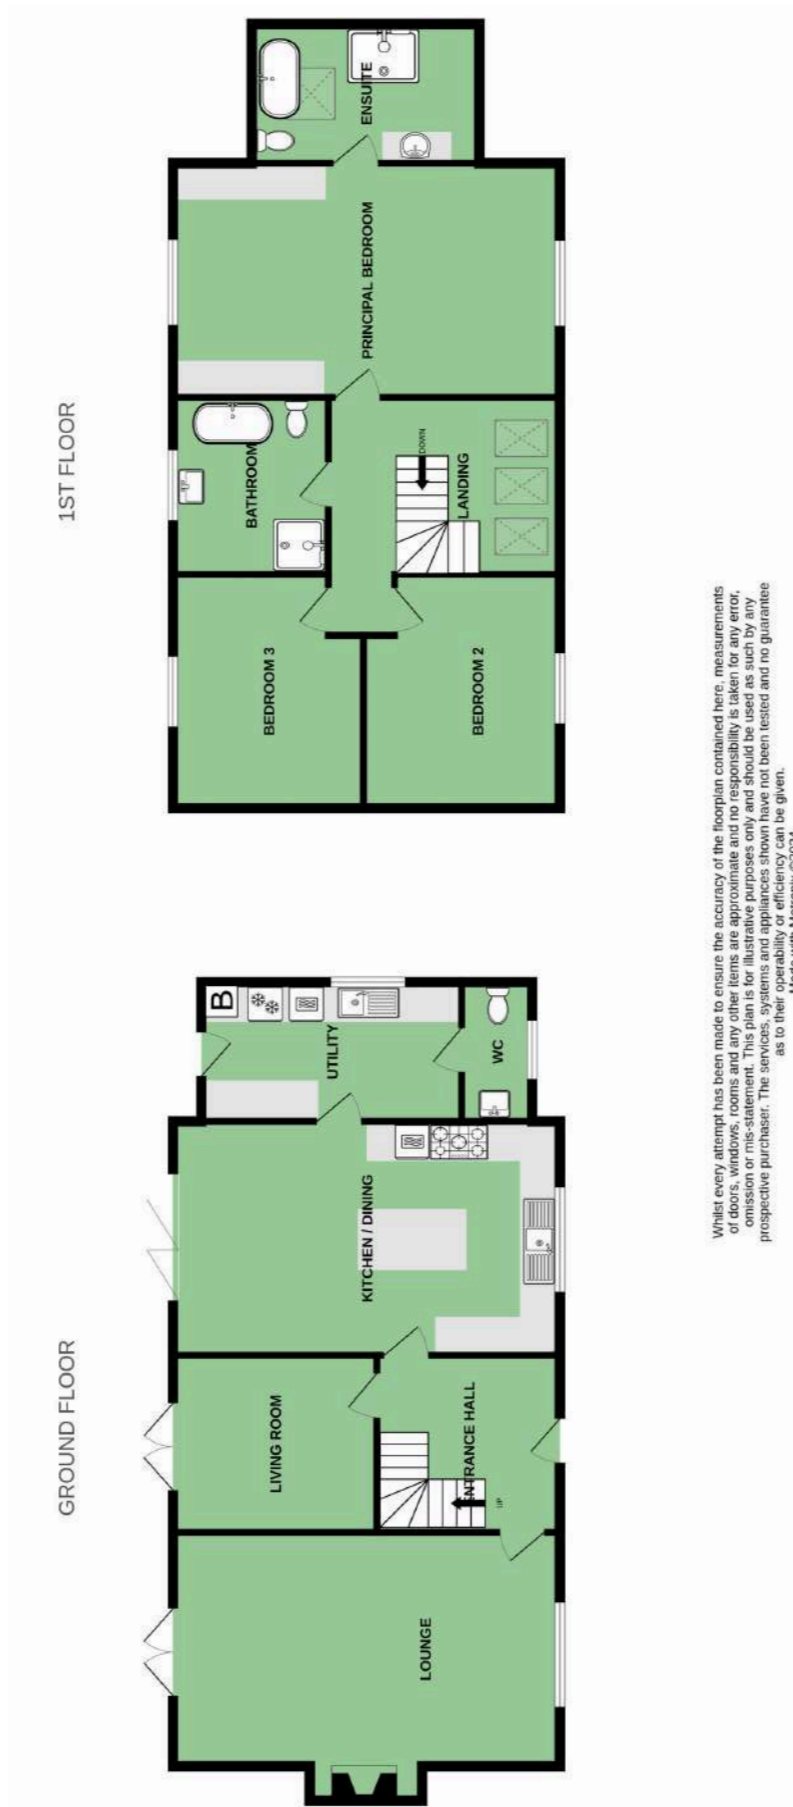 GROUND FLOOR
LOUNGE
LIVING ROOM
ENTRANCE HALL
UP
KITCHEN / DINING
UTILITY
B
WC
1ST FLOOR
BEDROOM 3
BEDROOM 2
BATHROOM
LANDING
DOWN
PRINCIPAL BEDROOM
ENSUITE
Whilst every attempt has been made to ensure the accuracy of the floorplan contained here, measurements
of doors, windows, rooms and any other items are approximate and no responsibility is taken for any error,
omission or mis-statement. This plan is for illustrative purposes only and should be used as such by any
prospective purchaser. The services, systems and appliances shown have not been tested and no guarantee
as to their operability or efficiency can be given.
Made with Metropix ©2024